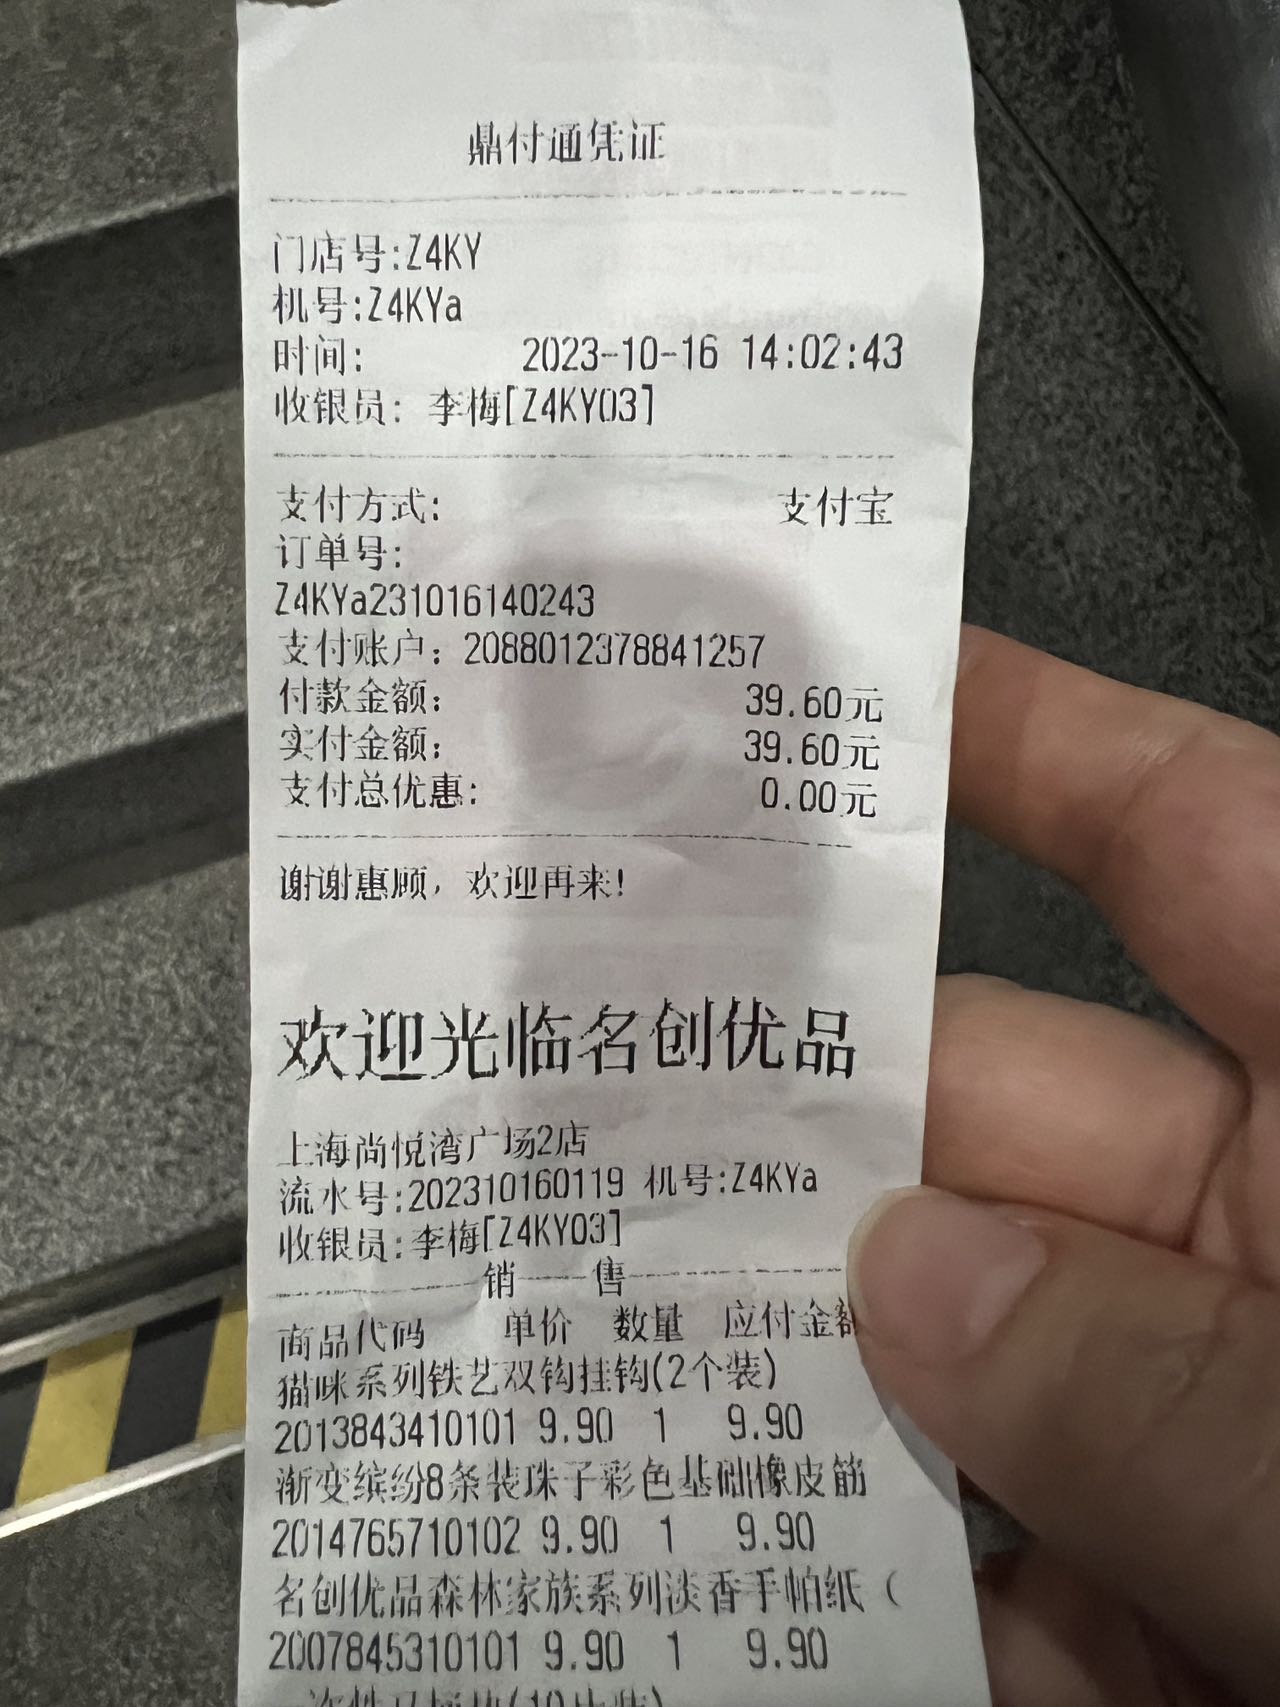 鼎付通凭证
门店号:Z4KY
机号:Z4KYa
时间: 2023-10-16 14:02:43
收银员: 李梅[Z4KY03]
支付方式: 支付宝
订单号:
Z4KYa231016140243
支付账户: 2088012378841257
付款金额: 39.60元
实付金额: 39.60元
支付总优惠: 0.00元
谢谢惠顾，欢迎再来!
欢迎光临名创优品
上海尚悦湾广场2店
流水号:202310160119 机号:Z4KYa
收银员:李梅[Z4KY03]
销 售
商品代码 单价 数量 应付金额
猫咪系列铁艺双钩挂钩(2个装)
2013843410101 9.90 1 9.90
渐变缤纷8条装珠子彩色基础橡皮筋
2014765710102 9.90 1 9.90
名创优品森林家族系列淡香手帕纸（
2007845310101 9.90 1 9.90